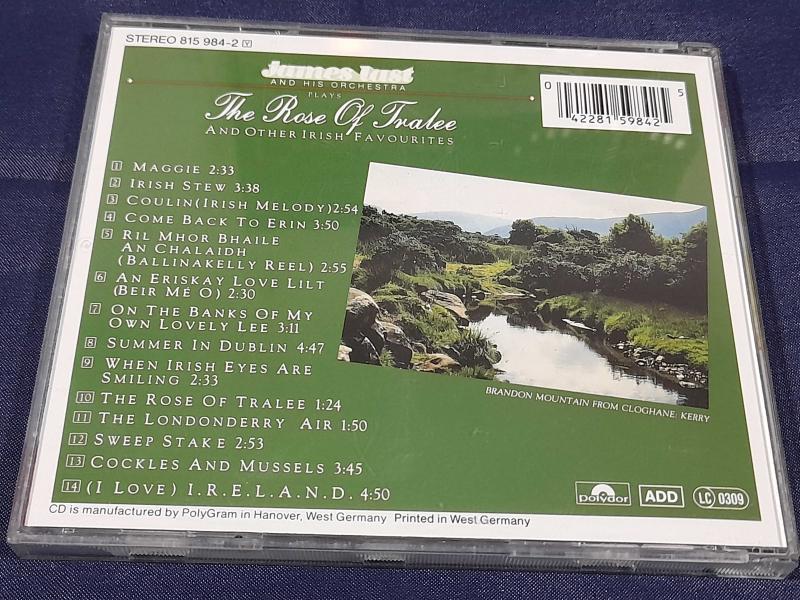 STEREO 815 984-2 Y
James Last
AND HIS ORCHESTRA
PLAYS
The Rose Of Tralee
AND OTHER IRISH FAVOURITES
0 42281 59842 5
1 MAGGIE 2:33
2 IRISH STEW 3:38
3 COULIN (IRISH MELODY) 2:54
4 COME BACK TO ERIN 3:50
5 RIL MHOR BHAILE
AN CHALAIDH
(BALLINAKELLY REEL) 2:55
6 AN ERISKAY LOVE LILT
(BEIR MÉ O) 2:30
7 ON THE BANKS OF MY
OWN LOVELY LEE 3:11
8 SUMMER IN DUBLIN 4:47
9 WHEN IRISH EYES ARE
SMILING 2:33
10 THE ROSE OF TRALEE 1:24
11 THE LONDONDERRY AIR 1:50
12 SWEEP STAKE 2:53
13 COCKLES AND MUSSELS 3:45
14 (I LOVE) I.R.E.L.A.N.D. 4:50
BRANDON MOUNTAIN FROM CLOGHANE: KERRY
polydor ADD LC 0309
CD is manufactured by PolyGram in Hanover, West Germany Printed in West Germany